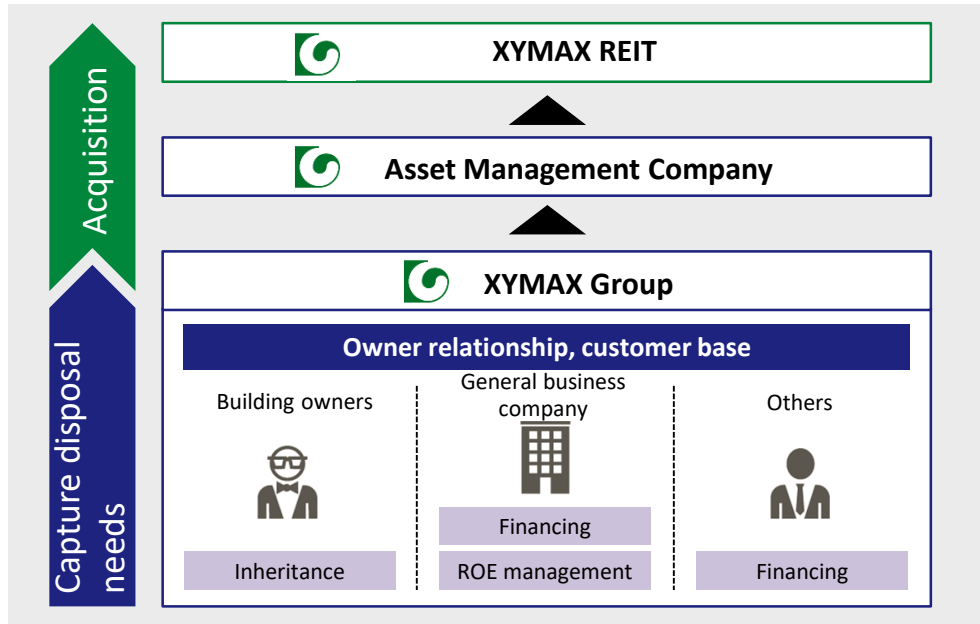 XYMAX REIT
Acquisition
Asset Management Company
XYMAX Group
Capture disposal
needs
Owner relationship, customer base
Building owners
General business
company
Others
Inheritance
Financing
ROE management
Financing